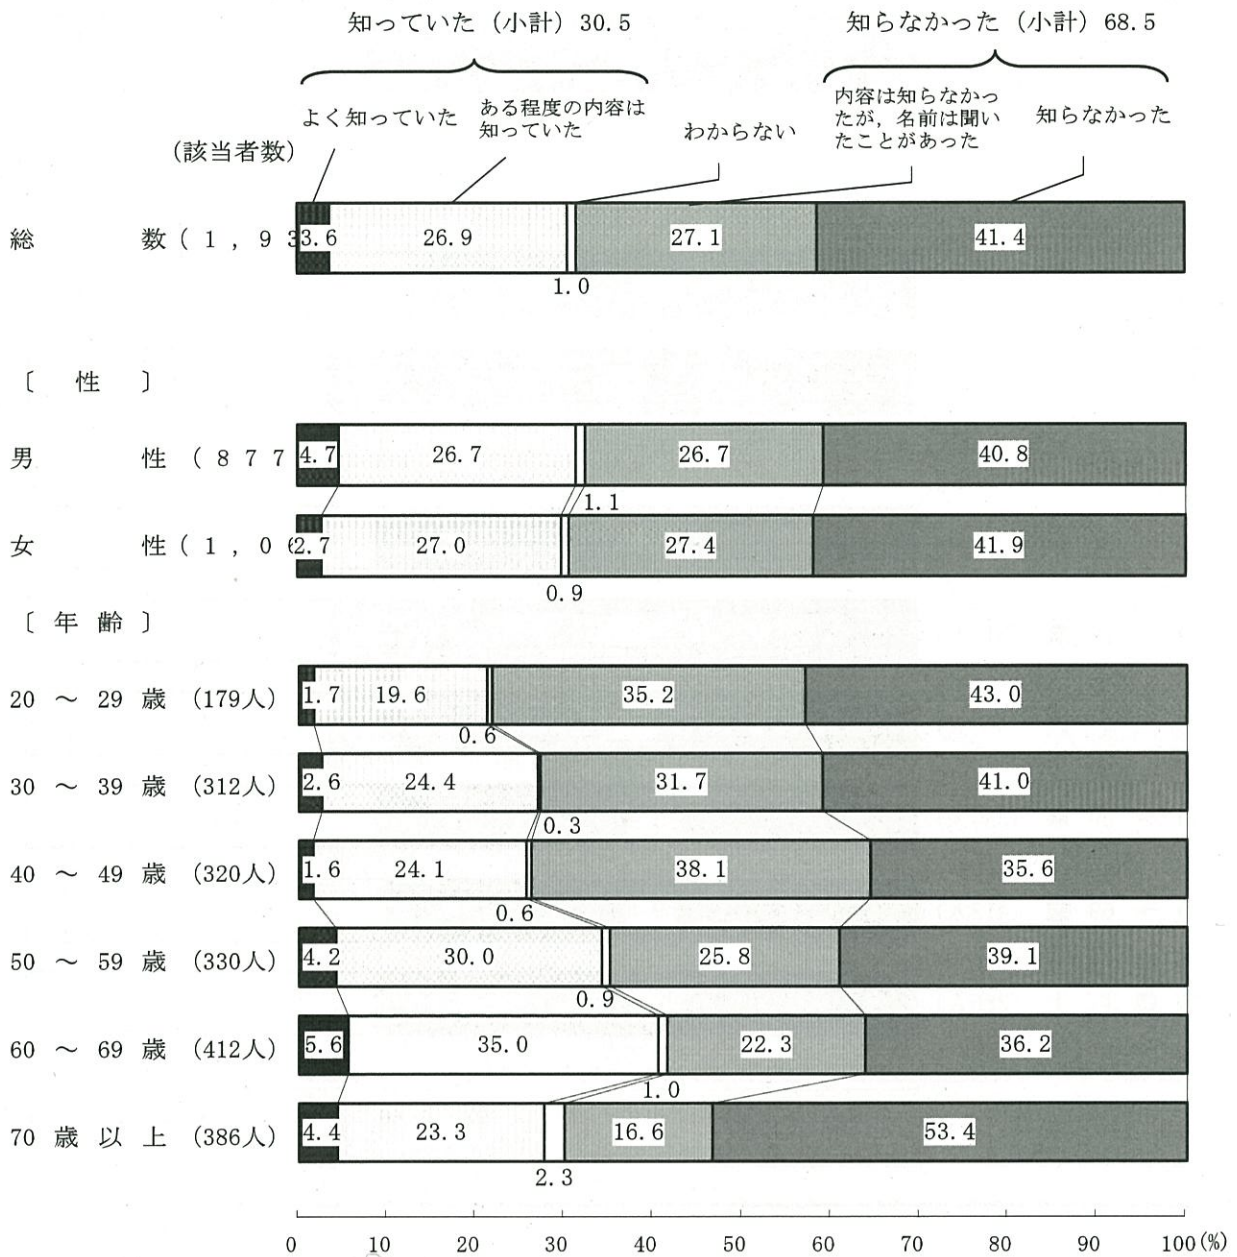 知っていた（小計）30.5
知らなかった（小計）68.5
よく知っていた
ある程度の内容は
知っていた
わからない
内容は知らなかっ
たが，名前は聞い
たことがあった
知らなかった
(該当者数)
総 数(1,93 3.6 26.9 27.1 41.4
1.0
〔 性 〕
男 性(877 4.7 26.7 26.7 40.8
1.1
女 性(1,0 2.7 27.0 27.4 41.9
0.9
〔年齢〕
20 ～ 29 歳 (179人) 1.7 19.6 35.2 43.0
0.6
30 ～ 39 歳 (312人) 2.6 24.4 31.7 41.0
0.3
40 ～ 49 歳 (320人) 1.6 24.1 38.1 35.6
0.6
50 ～ 59 歳 (330人) 4.2 30.0 25.8 39.1
0.9
60 ～ 69 歳 (412人) 5.6 35.0 22.3 36.2
1.0
70 歳 以 上 (386人) 4.4 23.3 16.6 53.4
2.3
0 10 20 30 40 50 60 70 80 90 100(%)